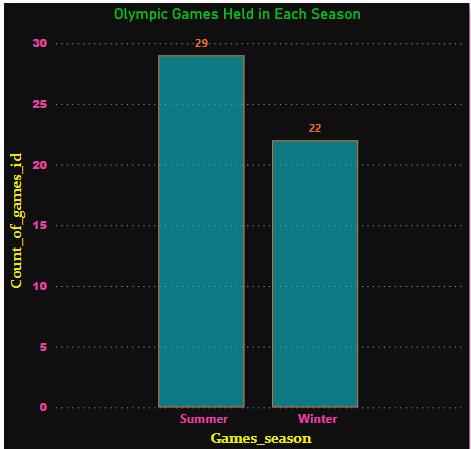 Olympic Games Held in Each Season
30
29
25
22
20
15
10
5
0
Count_of_games_id
Summer Winter
Games_season